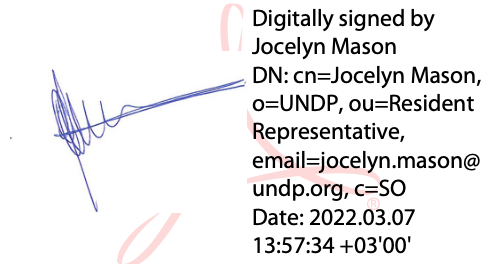 Digitally signed by
Jocelyn Mason
DN: cn=Jocelyn Mason,
o=UNDP, ou=Resident
Representative,
email=jocelyn.mason@
undp.org, c=SO
Date: 2022.03.07
13:57:34 +03'00'